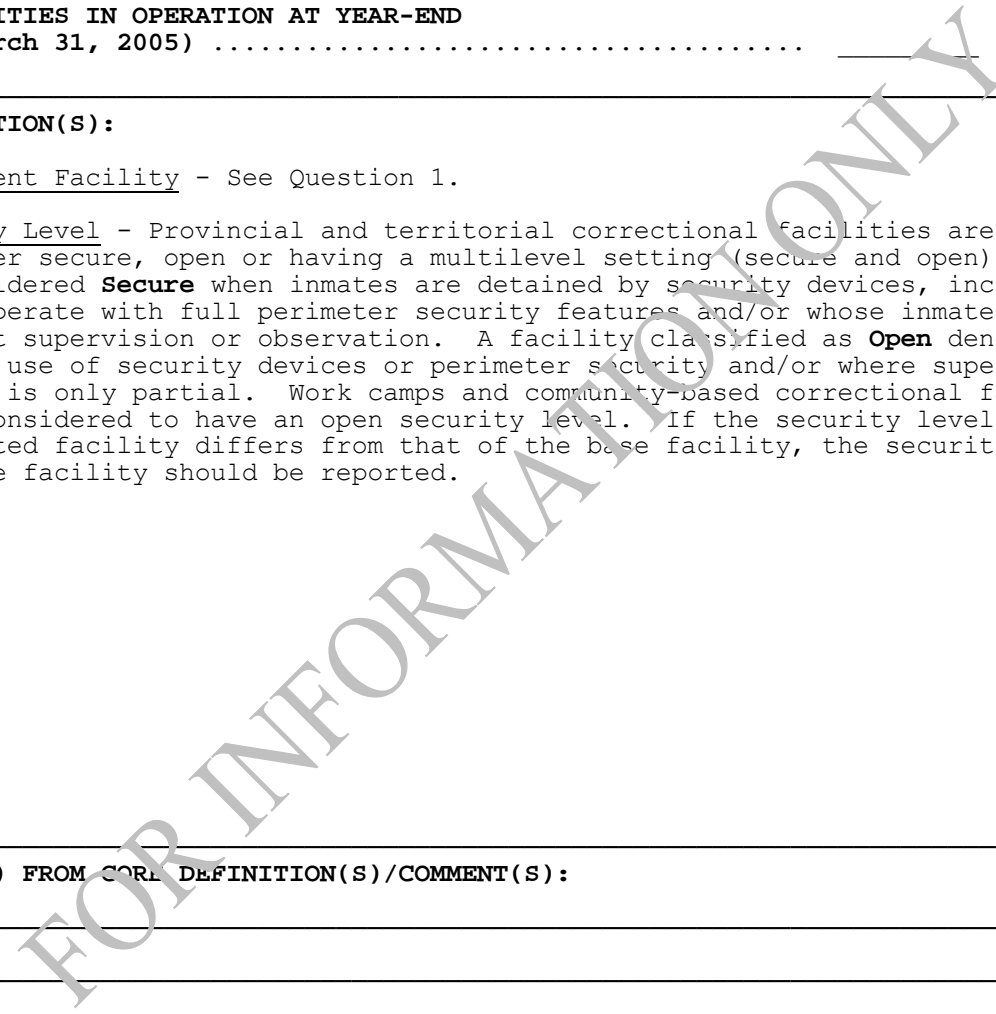 ITIES IN OPERATION AT YEAR-END
rch 31, 2005) ....................................... __________
TION(S):
ent Facility - See Question 1.
y Level - Provincial and territorial correctional facilities are
er secure, open or having a multilevel setting (secure and open)
idered Secure when inmates are detained by security devices, inc
perate with full perimeter security features and/or whose inmate
t supervision or observation. A facility classified as Open den
use of security devices or perimeter security and/or where supe
is only partial. Work camps and community-based correctional f
onsidered to have an open security level. If the security level
ted facility differs from that of the base facility, the securit
e facility should be reported.
) FROM CORE DEFINITION(S)/COMMENT(S):
FOR INFORMATION ONLY